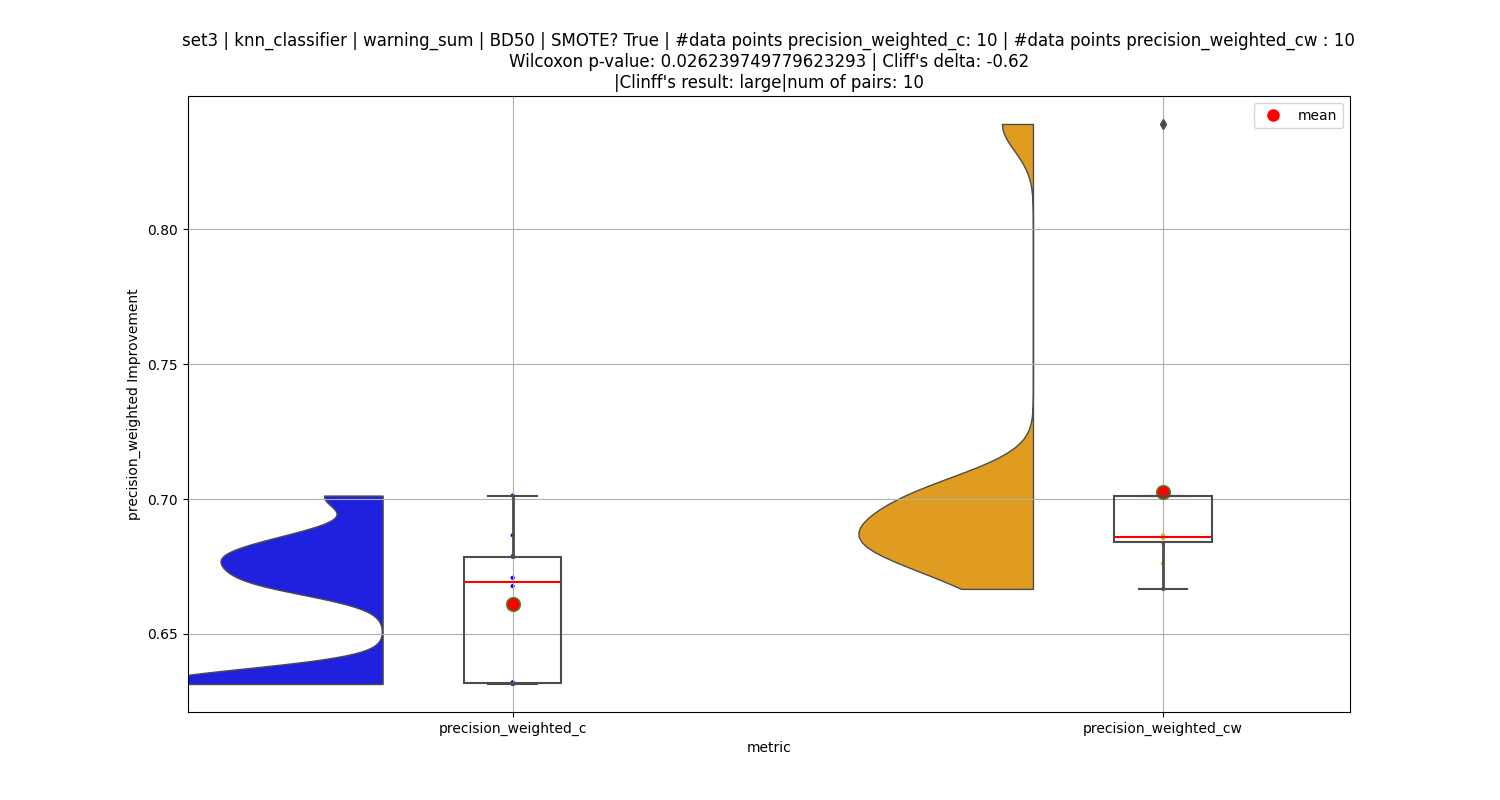 set3 | knn_classifier | warning_sum | BD50 | SMOTE? True | #data points precision_weighted_c: 10 | #data points precision_weighted_cw : 10
Wilcoxon p-value: 0.026239749779623293 | Cliff's delta: -0.62
|Clinff's result: large|num of pairs: 10
mean
0.80
0.75
0.70
0.65
precision_weighted Improvement
precision_weighted_c
precision_weighted_cw
metric